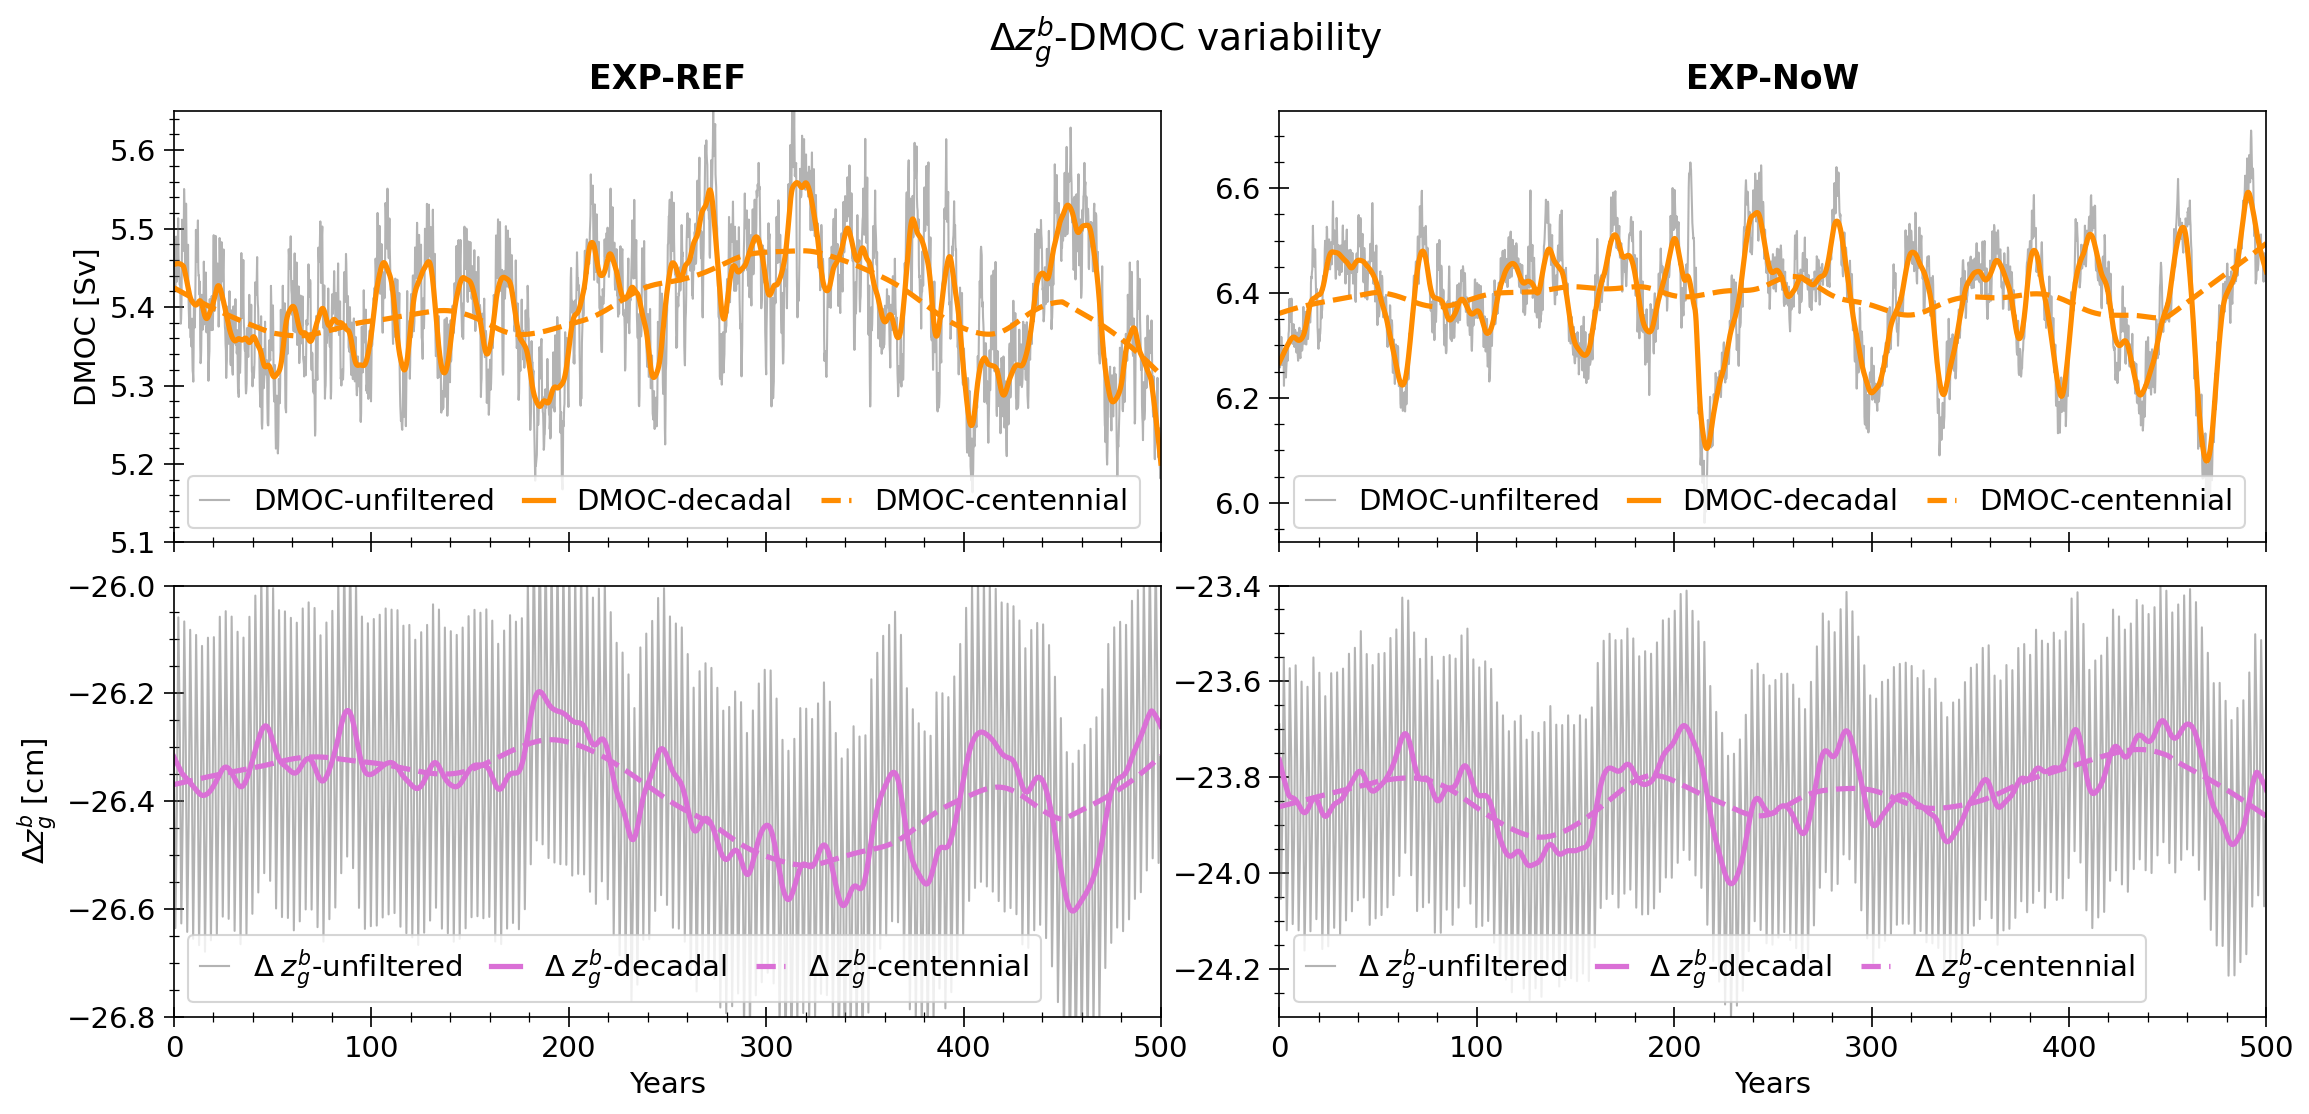 Δz_g^b-DMOC variability
EXP-REF
EXP-NoW
DMOC [Sv]
5.6
5.5
5.4
5.3
5.2
5.1
DMOC-unfiltered DMOC-decadal DMOC-centennial
6.6
6.4
6.2
6.0
DMOC-unfiltered DMOC-decadal DMOC-centennial
Δz_g^b [cm]
−26.0
−26.2
−26.4
−26.6
−26.8
Δ z_g^b-unfiltered Δ z_g^b-decadal Δ z_g^b-centennial
0 100 200 300 400 500
Years
−23.4
−23.6
−23.8
−24.0
−24.2
Δ z_g^b-unfiltered Δ z_g^b-decadal Δ z_g^b-centennial
0 100 200 300 400 500
Years